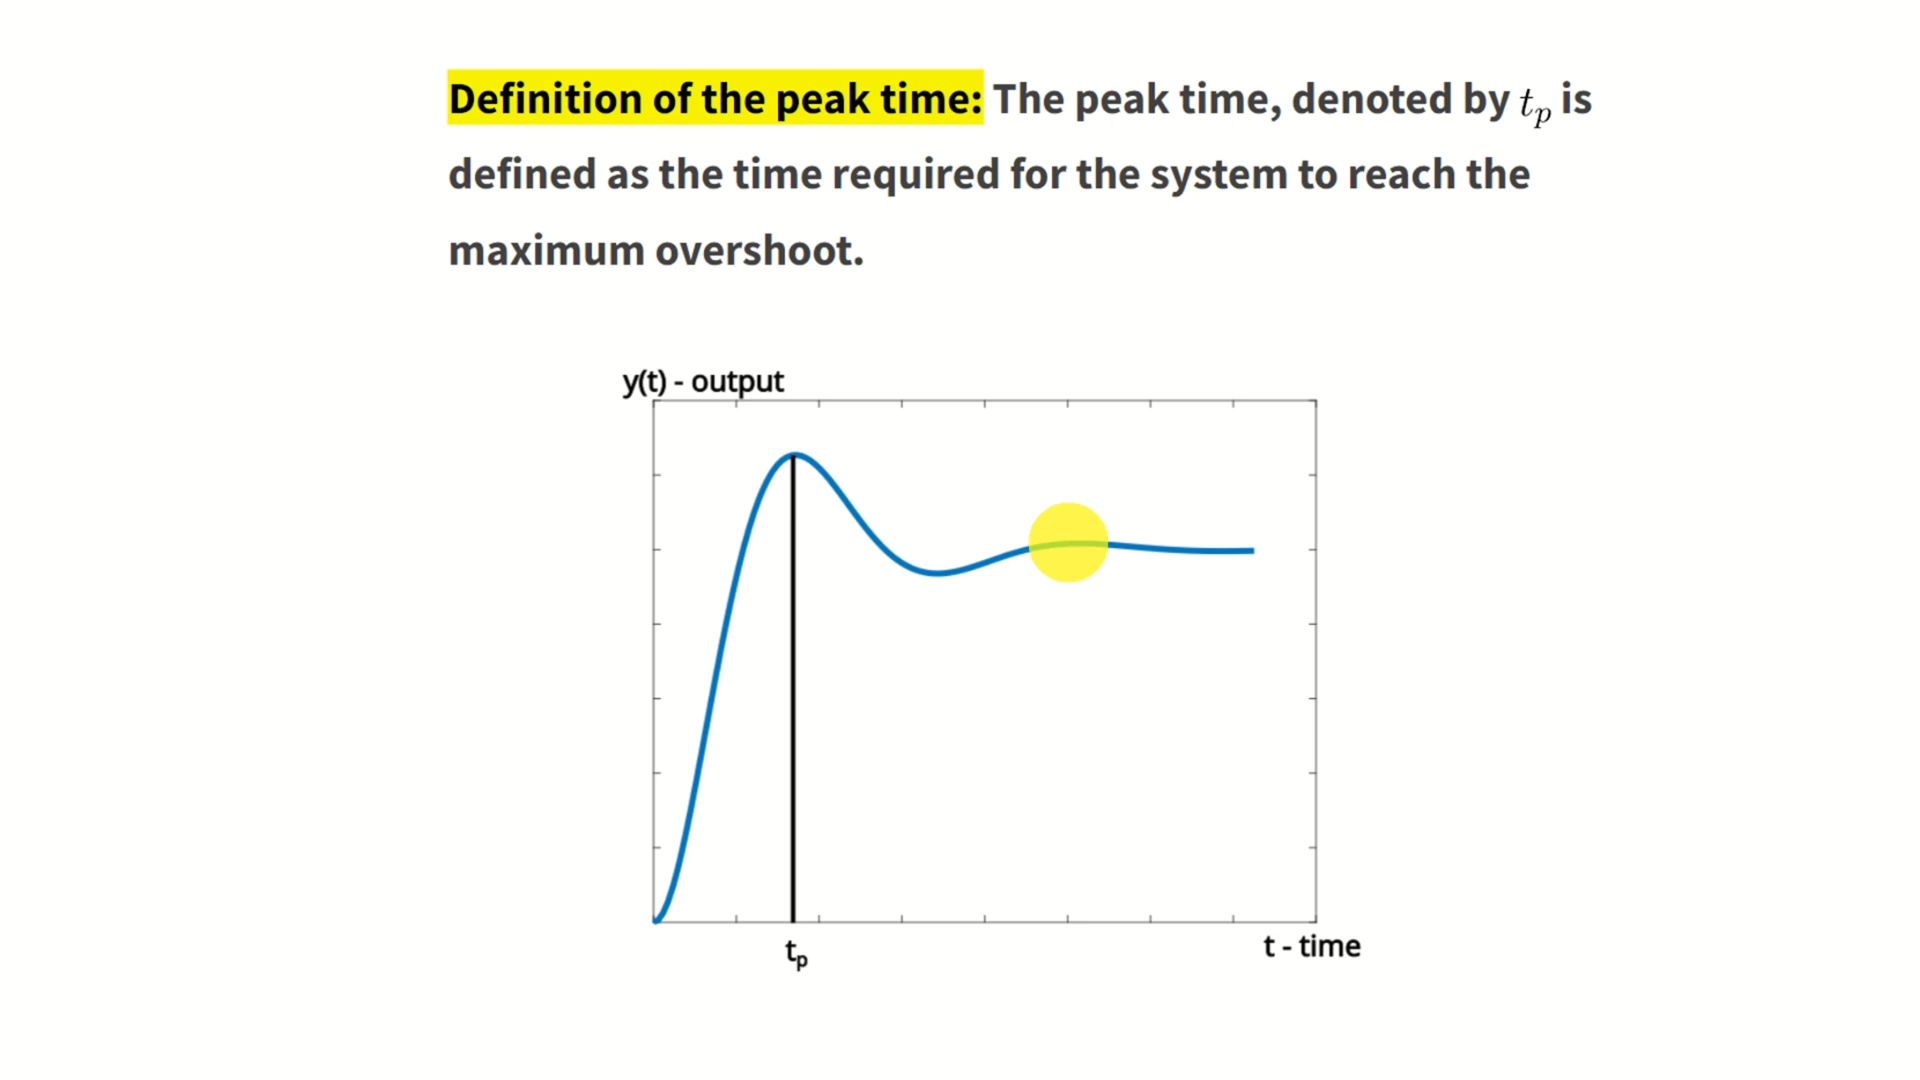 Definition of the peak time: The peak time, denoted by tₚ is
defined as the time required for the system to reach the
maximum overshoot.
y(t) - output
tₚ
t - time